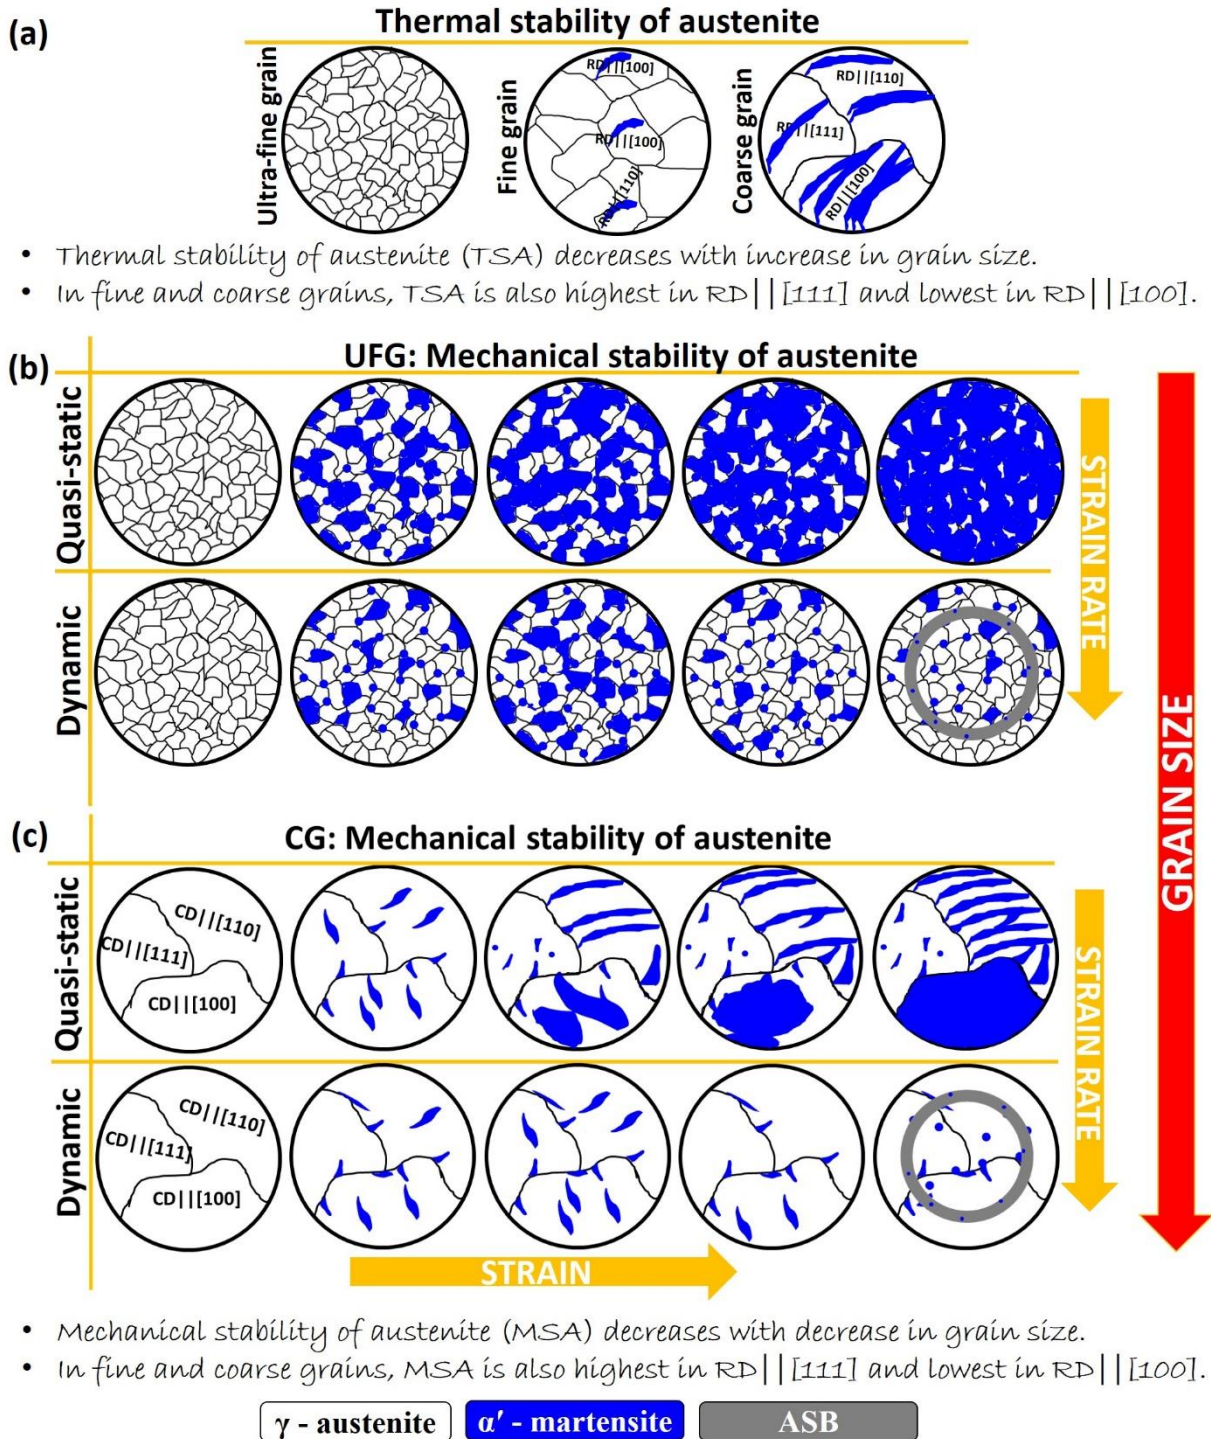 (a)
Thermal stability of austenite
Ultra-fine grain
Fine grain
RD||[100]
RD||[100]
RD||[110]
Coarse grain
RD||[110]
RD||[111]
RD||[100]
• Thermal stability of austenite (TSA) decreases with increase in grain size.
• In fine and coarse grains, TSA is also highest in RD||[111] and lowest in RD||[100].
(b)
UFG: Mechanical stability of austenite
Quasi-static
Dynamic
STRAIN RATE
GRAIN SIZE
(c)
CG: Mechanical stability of austenite
Quasi-static
CD||[110]
CD||[111]
CD||[100]
Dynamic
CD||[110]
CD||[111]
CD||[100]
STRAIN RATE
STRAIN
• Mechanical stability of austenite (MSA) decreases with decrease in grain size.
• In fine and coarse grains, MSA is also highest in RD||[111] and lowest in RD||[100].
γ - austenite
α′ - martensite
ASB